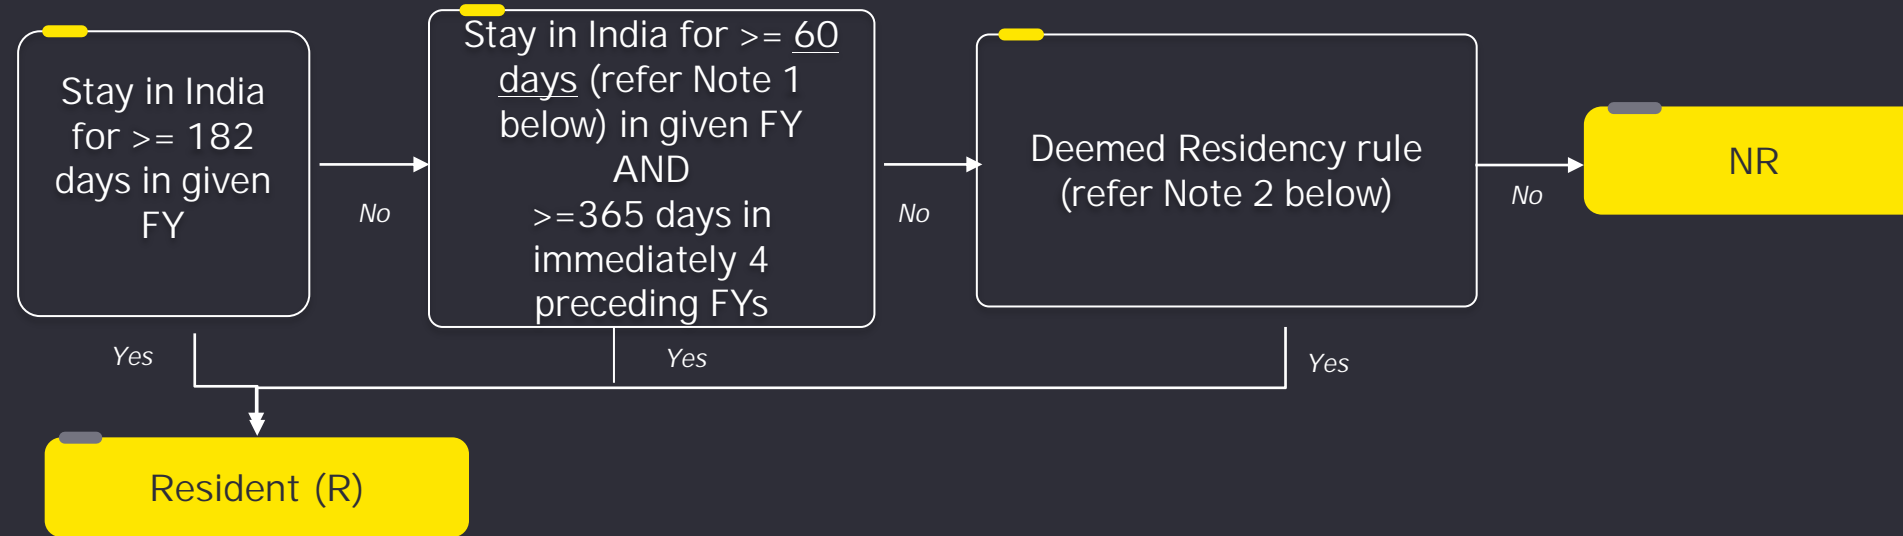 Stay in India
for >= 182
days in given
FY
No
Yes
Stay in India for >= 60
days (refer Note 1
below) in given FY
AND
>=365 days in
immediately 4
preceding FYs
No
Yes
Deemed Residency rule
(refer Note 2 below)
No
Yes
NR
Resident (R)